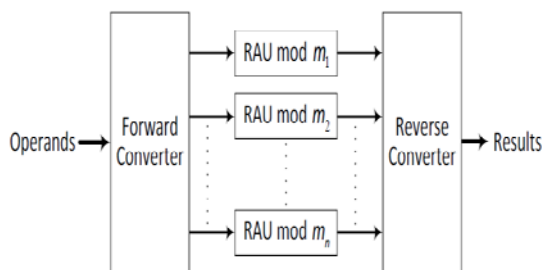 RAU mod m1
RAU mod m2
Operands
Forward
Converter
Reverse
Converter
Results
RAU mod mn